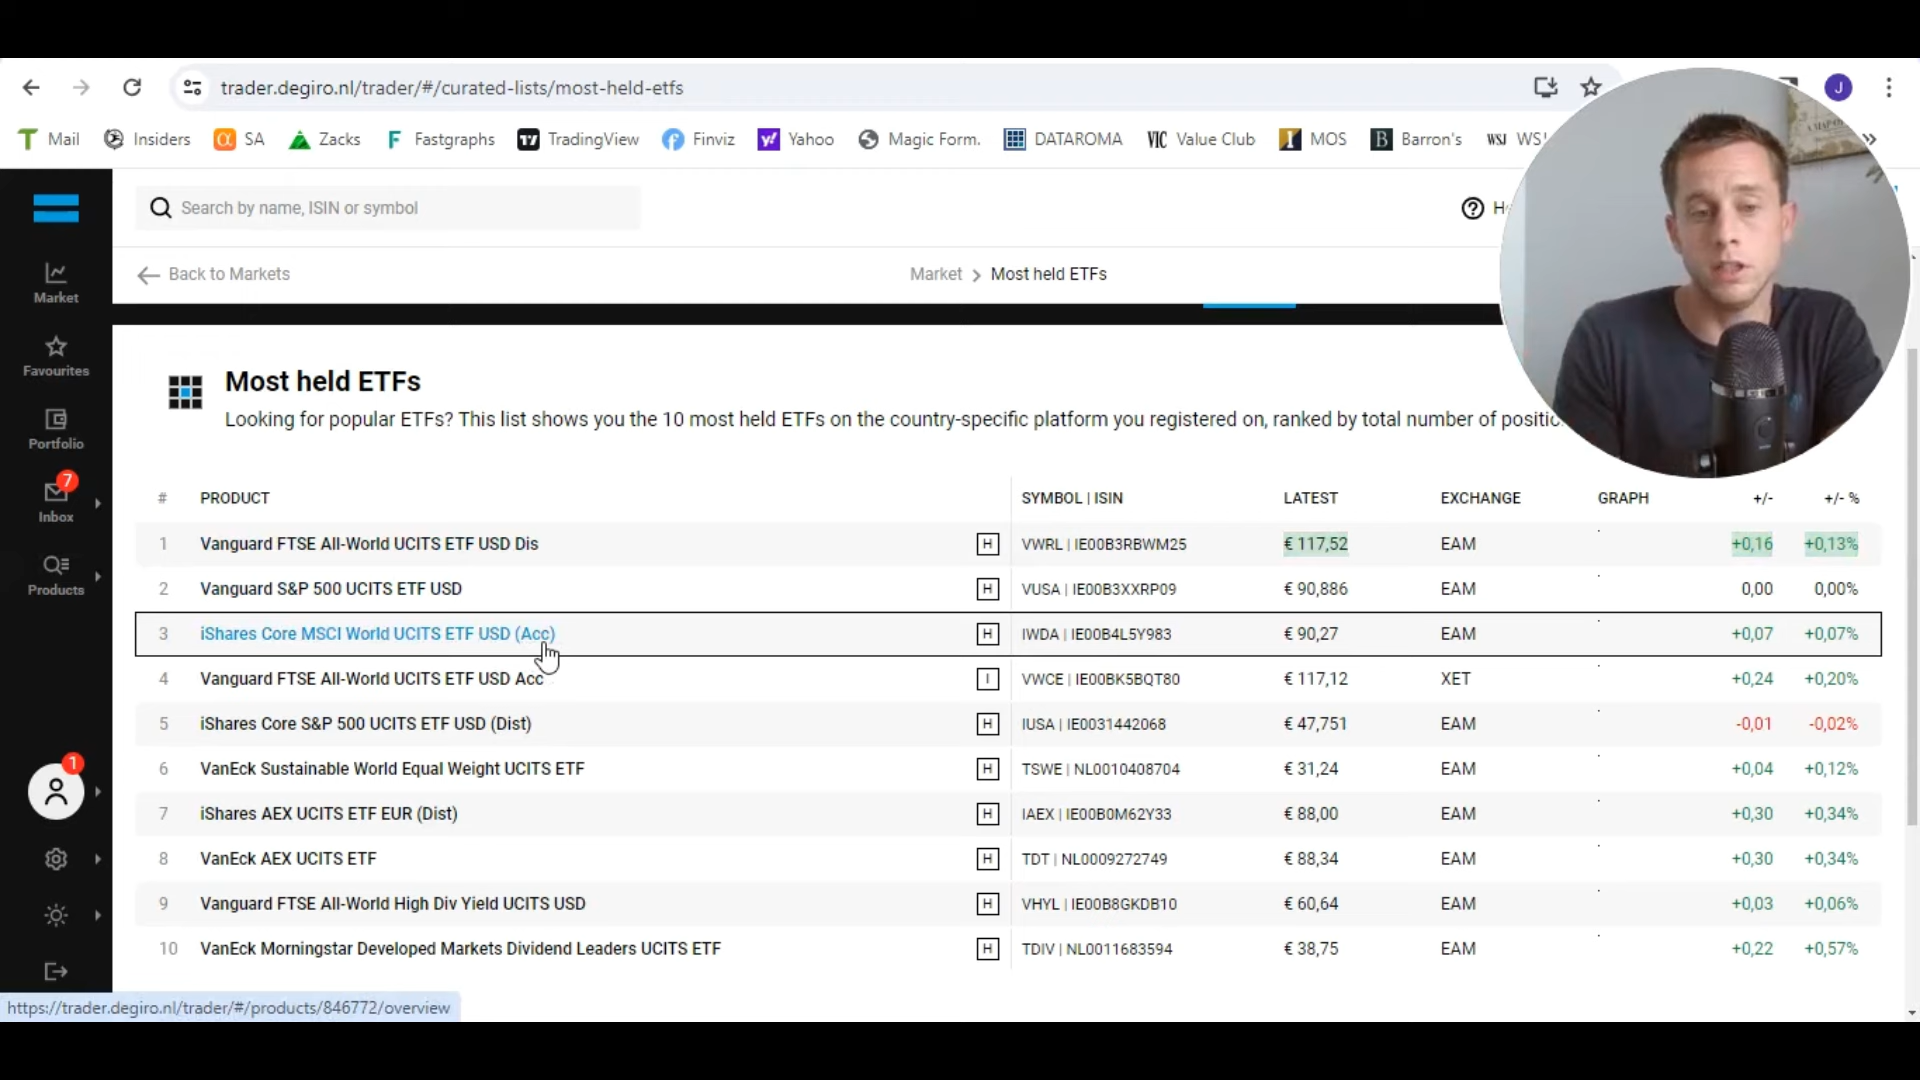 trader.degiro.nl/trader/#/curated-lists/most-held-etfs
J
Mail Insiders SA Zacks Fastgraphs TradingView Finviz Yahoo Magic Form. DATAROMA VIC Value Club MOS B Barron's WSJ
Search by name, ISIN or symbol
Market
Favourites
Portfolio
7
Inbox
Products
1
Back to Markets
Market > Most held ETFs
Most held ETFs
Looking for popular ETFs? This list shows you the 10 most held ETFs on the country-specific platform you registered on, ranked by total number of
# PRODUCT SYMBOL | ISIN LATEST EXCHANGE GRAPH +/- +/- %
1 Vanguard FTSE All-World UCITS ETF USD Dis H VWRL | IE00B3RBWM25 € 117,52 EAM +0,16 +0,13%
2 Vanguard S&P 500 UCITS ETF USD H VUSA | IE00B3XXRP09 € 90,886 EAM 0,00 0,00%
3 iShares Core MSCI World UCITS ETF USD (Acc) H IWDA | IE00B4L5Y983 € 90,27 EAM +0,07 +0,07%
4 Vanguard FTSE All-World UCITS ETF USD Acc I VWCE | IE00BK5BQT80 € 117,12 XET +0,24 +0,20%
5 iShares Core S&P 500 UCITS ETF USD (Dist) H IUSA | IE0031442068 € 47,751 EAM -0,01 -0,02%
6 VanEck Sustainable World Equal Weight UCITS ETF H TSWE | NL0010408704 € 31,24 EAM +0,04 +0,12%
7 iShares AEX UCITS ETF EUR (Dist) H IAEX | IE00B0M62Y33 € 88,00 EAM +0,30 +0,34%
8 VanEck AEX UCITS ETF H TDT | NL0009272749 € 88,34 EAM +0,30 +0,34%
9 Vanguard FTSE All-World High Div Yield UCITS USD H VHYL | IE00B8GKDB10 € 60,64 EAM +0,03 +0,06%
10 VanEck Morningstar Developed Markets Dividend Leaders UCITS ETF H TDIV | NL0011683594 € 38,75 EAM +0,22 +0,57%
https://trader.degiro.nl/trader/#/products/846772/overview